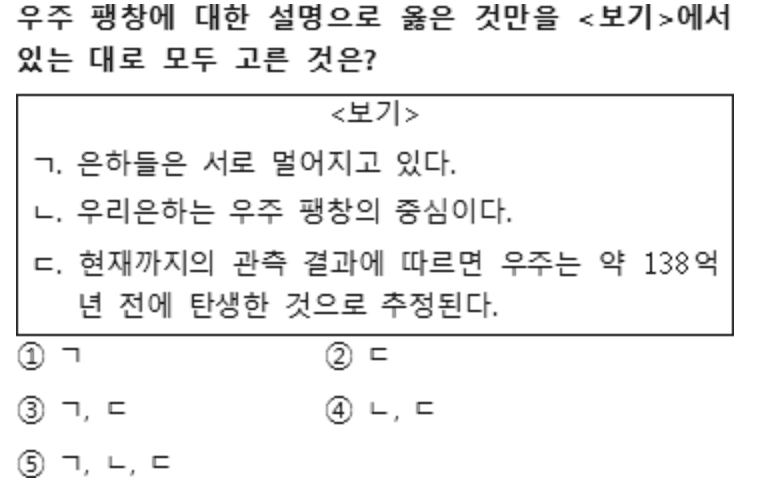 우주 팽창에 대한 설명으로 옳은 것만을 <보기>에서
있는 대로 모두 고른 것은?
<보기>
ㄱ. 은하들은 서로 멀어지고 있다.
ㄴ. 우리은하는 우주 팽창의 중심이다.
ㄷ. 현재까지의 관측 결과에 따르면 우주는 약 138억
년 전에 탄생한 것으로 추정된다.
① ㄱ ② ㄷ
③ ㄱ, ㄷ ④ ㄴ, ㄷ
⑤ ㄱ, ㄴ, ㄷ